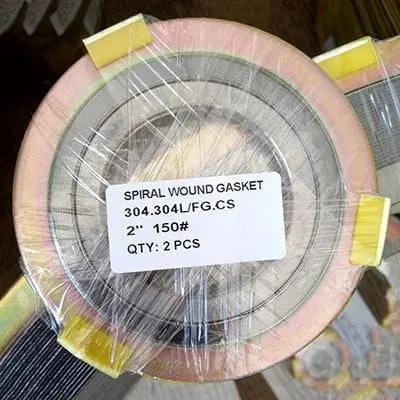 SPIRAL WOUND GASKET
304.304L/FG.CS
2" 150#
QTY: 2 PCS